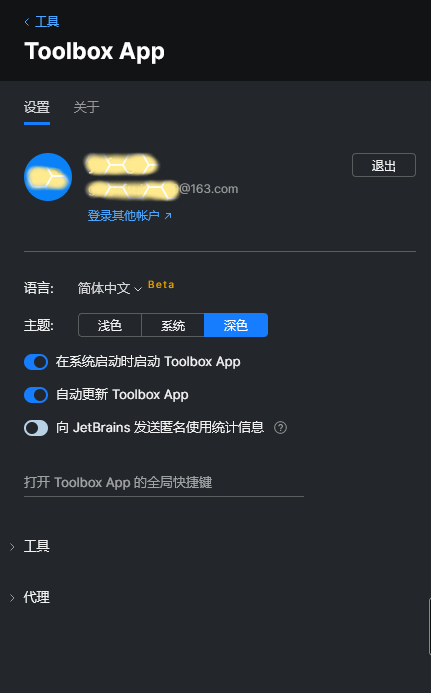 工具
Toolbox App
设置 关于
退出
@163.com
登录其他帐户
语言: 简体中文 Beta
主题: 浅色 系统 深色
在系统启动时启动 Toolbox App
自动更新 Toolbox App
向 JetBrains 发送匿名使用统计信息 ?
打开 Toolbox App 的全局快捷键
工具
代理